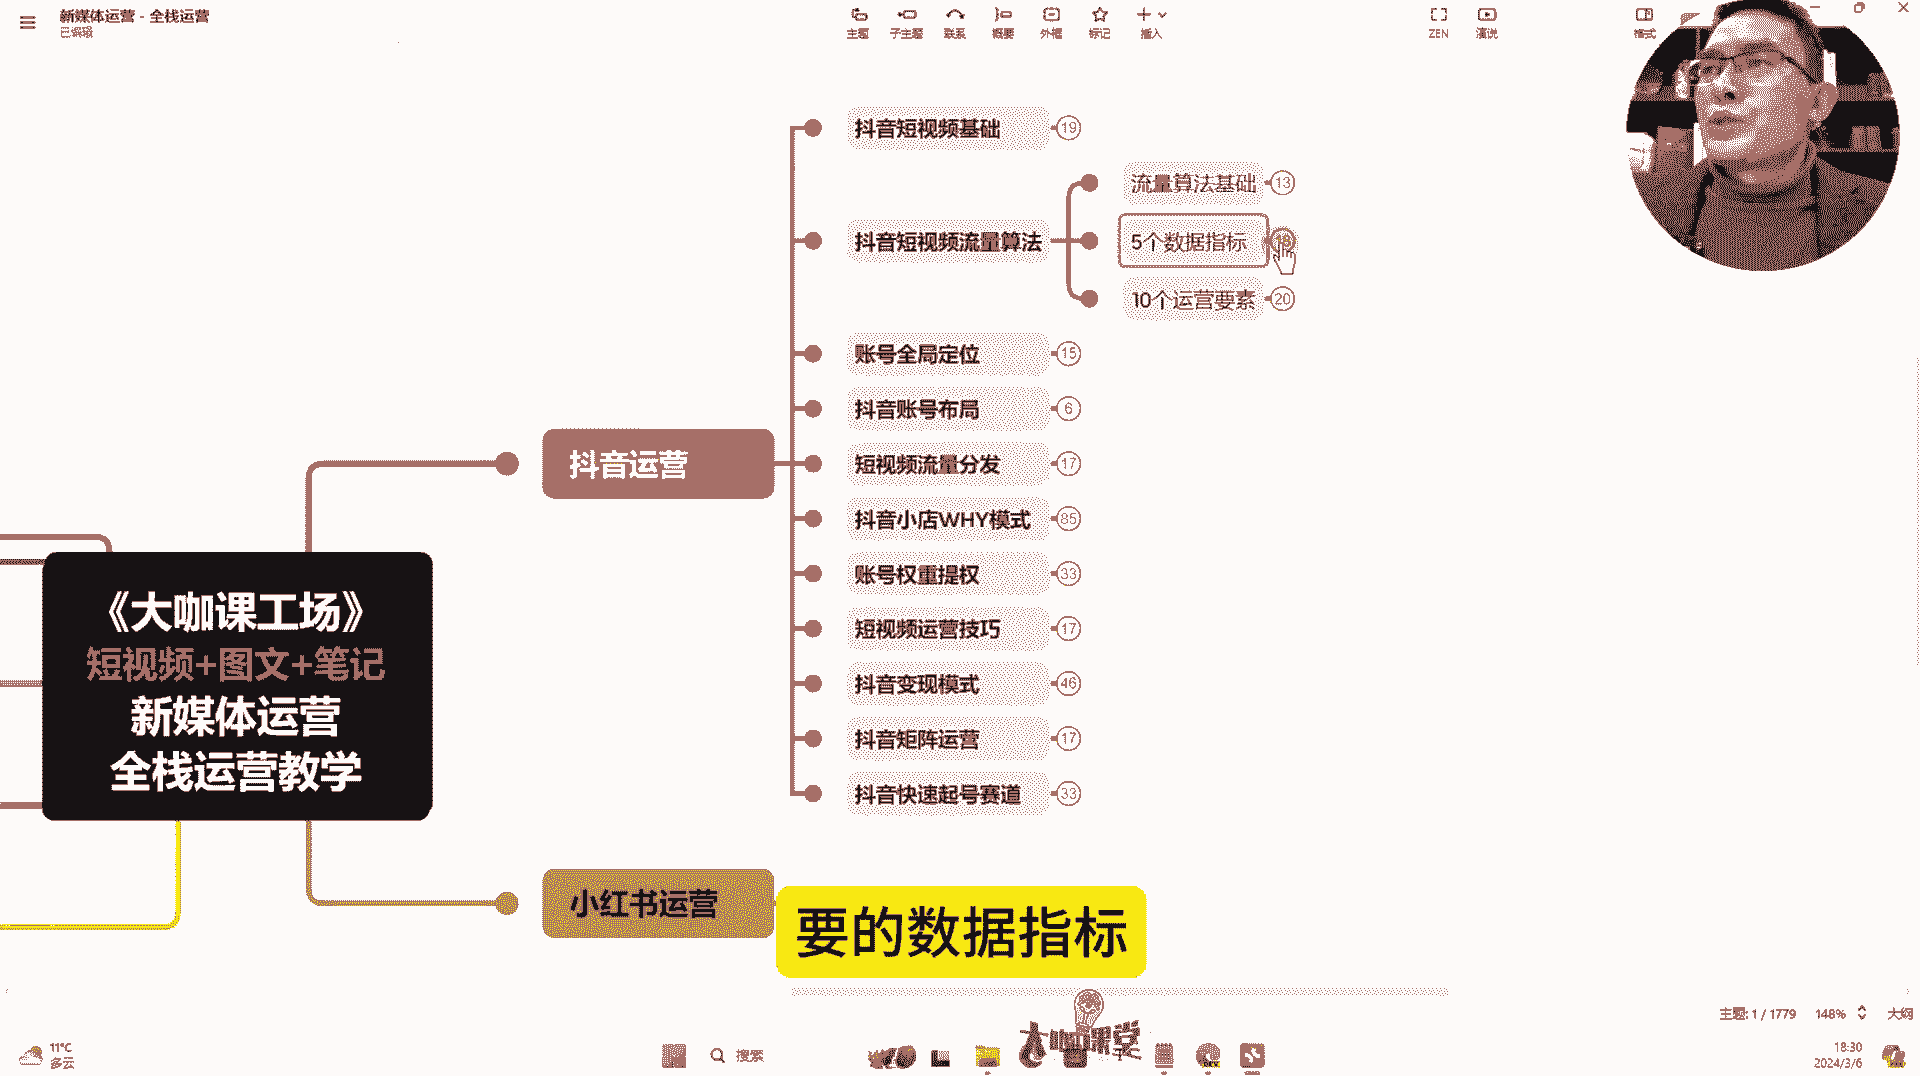 新媒体运营 - 全栈运营
已编辑
主题
子主题
联系
概要
外框
标记
插入
ZEN
演说
格式
抖音短视频基础
19
流量算法基础
13
抖音短视频流量算法
5个数据指标
10个运营要素
20
账号全局定位
15
抖音账号布局
6
抖音运营
短视频流量分发
17
抖音小店WHY模式
85
账号权重提权
33
《大咖课工场》
短视频+图文+笔记
新媒体运营
全栈运营教学
短视频运营技巧
17
抖音变现模式
46
抖音矩阵运营
17
抖音快速起号赛道
33
小红书运营
要的数据指标
主题: 1 / 1779
148%
大纲
大咖课堂
11°C
多云
搜索
18:30
2024/3/6